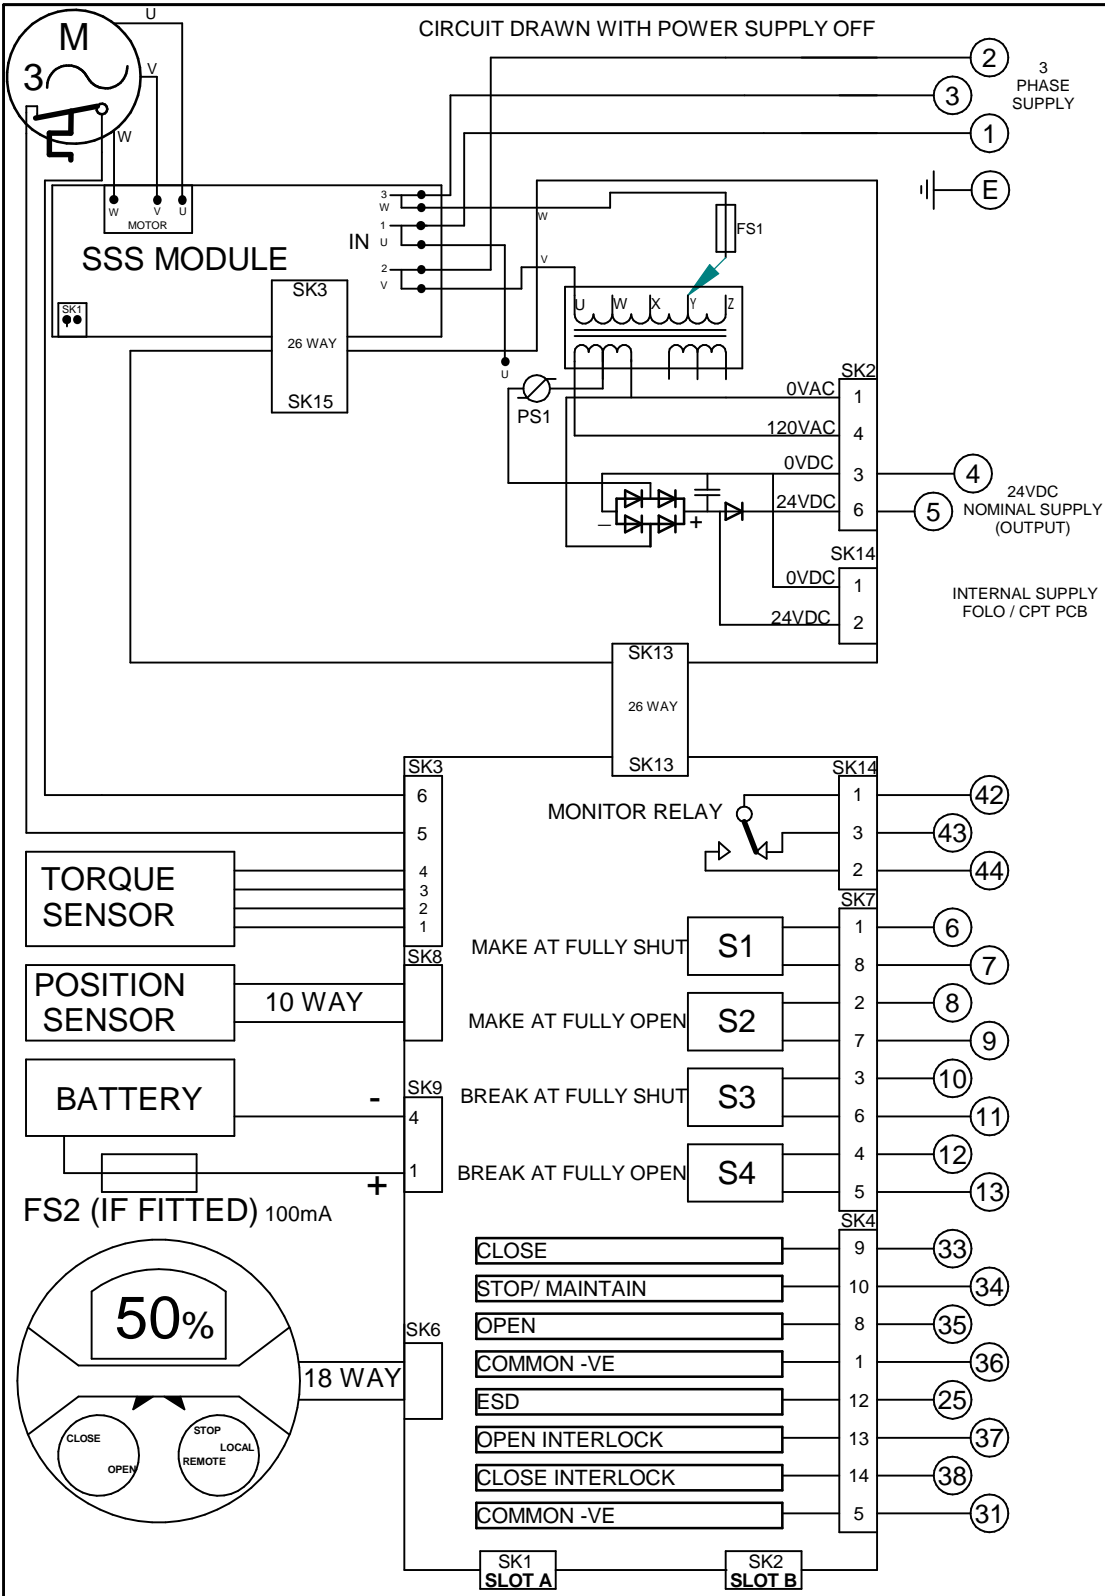 CIRCUIT DRAWN WITH POWER SUPPLY OFF
M
3
U
V
W
2
3
1
3
PHASE
SUPPLY
E
W V U
MOTOR
SSS MODULE
IN
3
W
1
U
2
V
W
V
U
FS1
SK1
SK3
26 WAY
SK15
U W X Y Z
PS1
SK2
0VAC 1
120VAC 4
0VDC 3 4
24VDC 6 5
24VDC
NOMINAL SUPPLY
(OUTPUT)
- +
SK14
0VDC 1
24VDC 2
INTERNAL SUPPLY
FOLO / CPT PCB
SK13
26 WAY
SK13
SK3
6
5
4
3
2
1
TORQUE
SENSOR
SK8
POSITION
SENSOR
10 WAY
SK9
BATTERY
- 4
+ 1
FS2 (IF FITTED) 100mA
50%
CLOSE
OPEN
STOP
LOCAL
REMOTE
18 WAY
SK6
MONITOR RELAY
SK14
1 42
3 43
2 44
SK7
MAKE AT FULLY SHUT S1
1 6
8 7
MAKE AT FULLY OPEN S2
2 8
7 9
BREAK AT FULLY SHUT S3
3 10
6 11
BREAK AT FULLY OPEN S4
4 12
5 13
SK4
CLOSE 9 33
STOP/ MAINTAIN 10 34
OPEN 8 35
COMMON -VE 1 36
ESD 12 25
OPEN INTERLOCK 13 37
CLOSE INTERLOCK 14 38
COMMON -VE 5 31
SK1
SLOT A
SK2
SLOT B